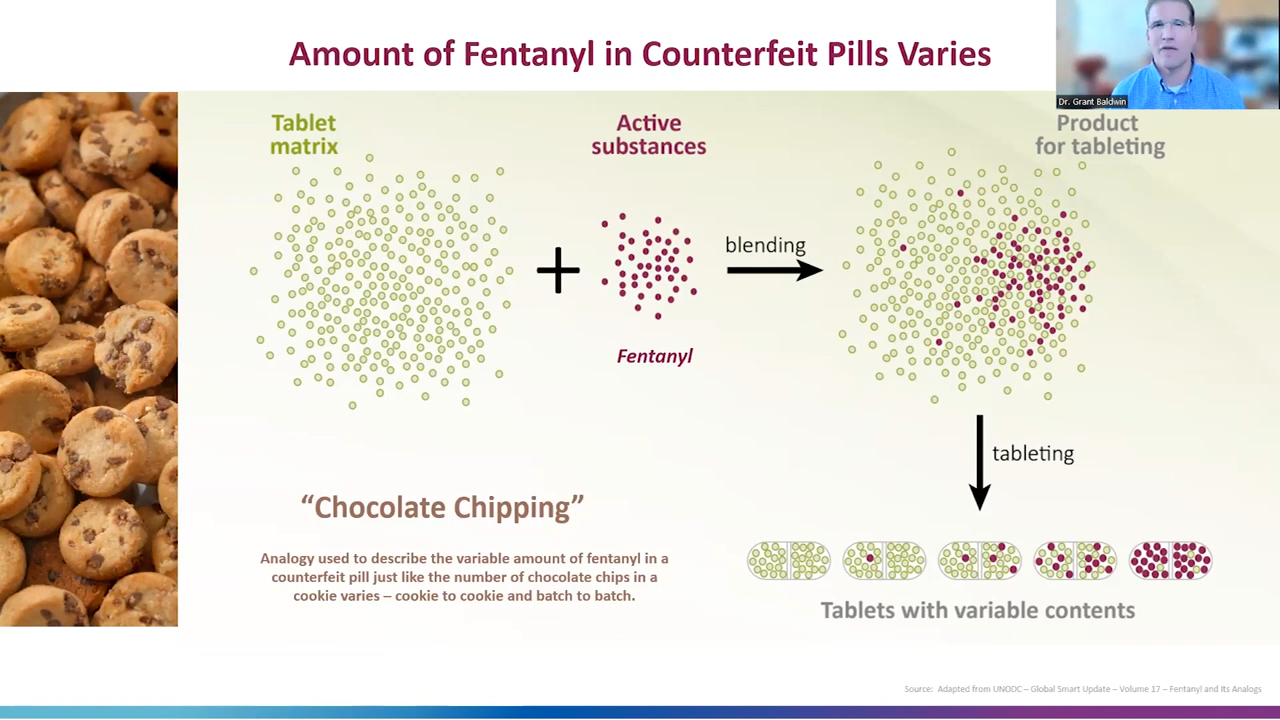 Amount of Fentanyl in Counterfeit Pills Varies
Dr. Grant Baldwin
Tablet
matrix
Active
substances
Product
for tableting
blending
Fentanyl
tableting
“Chocolate Chipping”
Analogy used to describe the variable amount of fentanyl in a
counterfeit pill just like the number of chocolate chips in a
cookie varies – cookie to cookie and batch to batch.
Tablets with variable contents
Source: Adapted from UNODC – Global Smart Update – Volume 17 – Fentanyl and Its Analogs